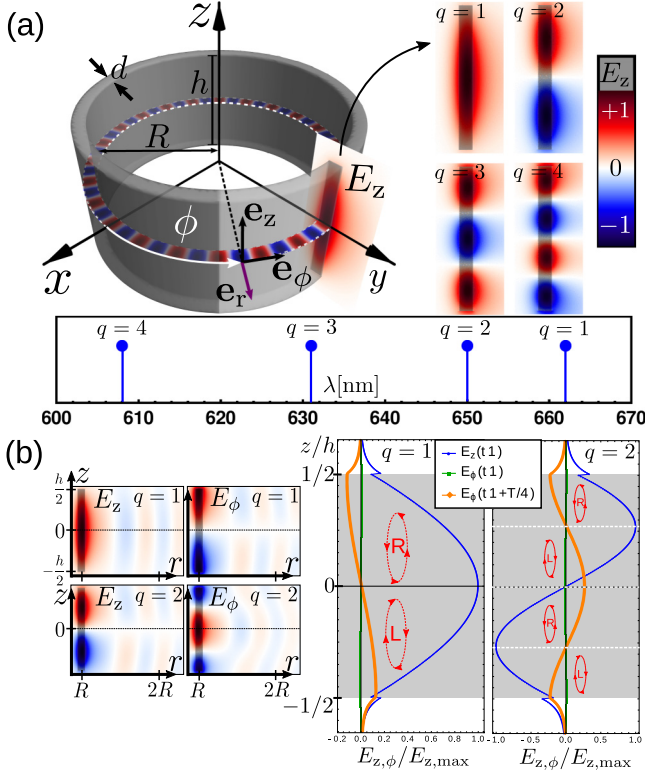 (a)
z
d
h
R
E_z
ϕ
e_z
e_ϕ
e_r
x
y
q = 1
q = 2
q = 3
q = 4
E_z
+1
0
−1
q = 4
q = 3
q = 2
q = 1
λ[nm]
600 610 620 630 640 650 660 670
(b)
z
h/2
0
−h/2
E_z q = 1
r
E_ϕ q = 1
r
z
0
E_z q = 2
r
E_ϕ q = 2
r
R 2R
R 2R
z/h
q = 1
q = 2
E_z(t1)
E_ϕ(t1)
E_ϕ(t1+T/4)
1/2
0
−1/2
R
L
R
L
R
L
-0.2 0.0 0.2 0.4 0.6 0.8 1.0
-1.0 -0.5 0.0 0.5 1.0
E_z,ϕ/E_z,max
E_z,ϕ/E_z,max